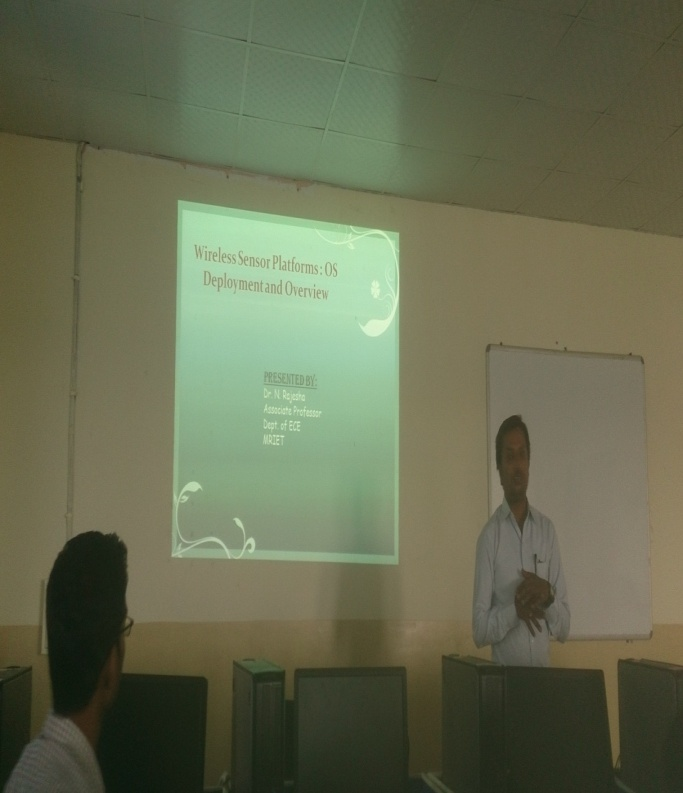 Wireless Sensor Platforms : OS
Deployment and Overview
PRESENTED BY:
Dr. N. Rajesha
Associate Professor
Dept. of ECE
MRIET